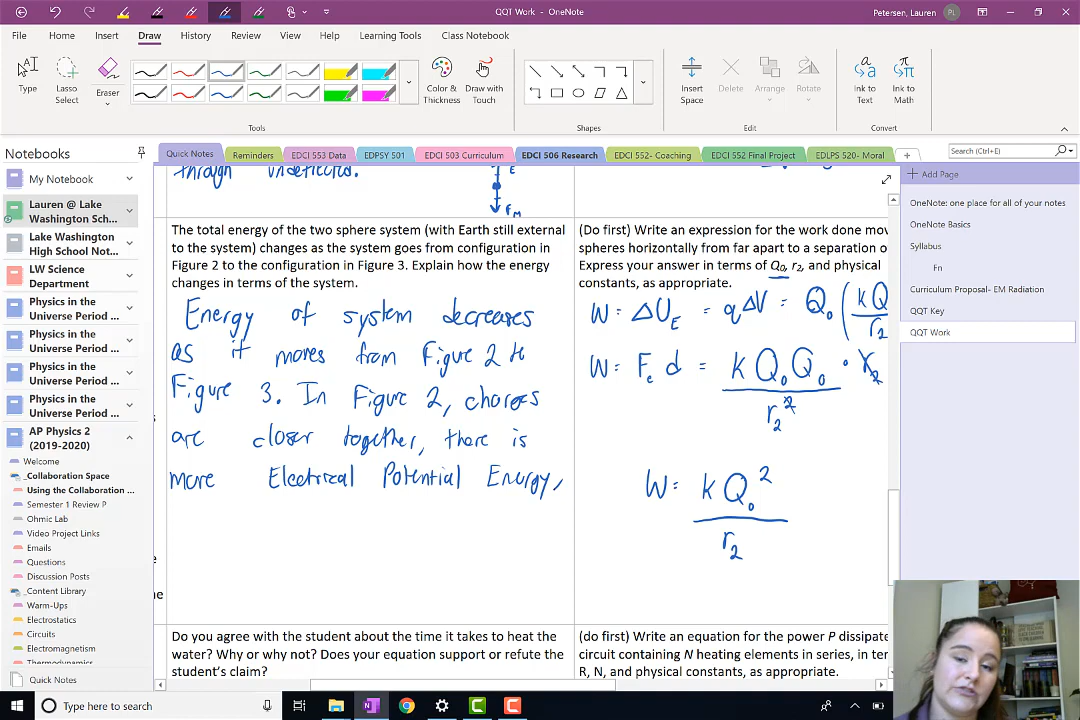 QQT Work - OneNote
Petersen, Lauren
PL
File
Home
Insert
Draw
History
Review
View
Help
Learning Tools
Class Notebook
Type
Lasso
Select
Eraser
Color &
Thickness
Draw with
Touch
Insert
Space
Delete
Arrange
Rotate
Ink to
Text
Ink to
Math
Tools
Shapes
Edit
Convert
Notebooks
Quick Notes
Reminders
EDCI 553 Data
EDPSY 501
EDCI 503 Curriculum
EDCI 506 Research
EDCI 552- Coaching
EDCI 552 Final Project
EDLPS 520- Moral
Search (Ctrl+E)
My Notebook
Lauren @ Lake
Washington Sch...
Lake Washington
High School Not...
LW Science
Department
Physics in the
Universe Period ...
Physics in the
Universe Period ...
Physics in the
Universe Period ...
Physics in the
Universe Period ...
AP Physics 2
(2019-2020)
Welcome
_Collaboration Space
Using the Collaboration ...
Semester 1 Review P
Ohmic Lab
Video Project Links
Emails
Questions
Discussion Posts
_Content Library
Warm-Ups
Electrostatics
Circuits
Electromagnetism
Thermodynamics
Quick Notes
through undeflected.
E
FM
The total energy of the two sphere system (with Earth still external
to the system) changes as the system goes from configuration in
Figure 2 to the configuration in Figure 3. Explain how the energy
changes in terms of the system.
Energy of system decreases
as it moves from Figure 2 to
Figure 3. In Figure 2, charges
are closer together, there is
more Electrical Potential Energy,
(Do first) Write an expression for the work done mov
spheres horizontally from far apart to a separation o
Express your answer in terms of Q₀, r₂, and physical
constants, as appropriate.
W = ΔU_E = qΔV = Q₀ (kQ / r₂
W = F_e d = kQ₀Q₀ / r₂² • r₂
W = kQ₀² / r₂
Do you agree with the student about the time it takes to heat the
water? Why or why not? Does your equation support or refute the
student's claim?
(do first) Write an equation for the power P dissipate
circuit containing N heating elements in series, in ter
R, N, and physical constants, as appropriate.
Add Page
OneNote: one place for all of your notes
OneNote Basics
Syllabus
Fn
Curriculum Proposal- EM Radiation
QQT Key
QQT Work
Type here to search